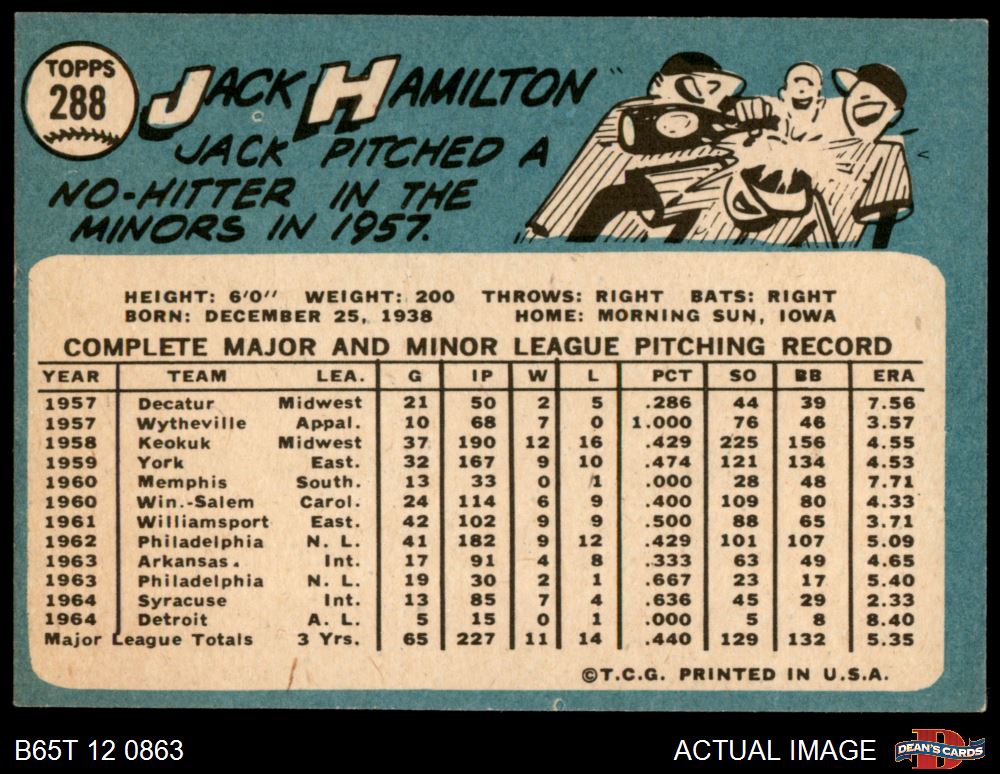 TOPPS
288
JACK HAMILTON
JACK PITCHED A
NO-HITTER IN THE
MINORS IN 1957.
HEIGHT: 6'0" WEIGHT: 200 THROWS: RIGHT BATS: RIGHT
BORN: DECEMBER 25, 1938 HOME: MORNING SUN, IOWA
COMPLETE MAJOR AND MINOR LEAGUE PITCHING RECORD
YEAR TEAM LEA. G IP W L PCT SO BB ERA
1957 Decatur Midwest 21 50 2 5 .286 44 39 7.56
1957 Wytheville Appal. 10 68 7 0 1.000 76 46 3.57
1958 Keokuk Midwest 37 190 12 16 .429 225 156 4.55
1959 York East. 32 167 9 10 .474 121 134 4.53
1960 Memphis South. 13 33 0 1 .000 28 48 7.71
1960 Win.-Salem Carol. 24 114 6 9 .400 109 80 4.33
1961 Williamsport East. 42 102 9 9 .500 88 65 3.71
1962 Philadelphia N. L. 41 182 9 12 .429 101 107 5.09
1963 Arkansas. Int. 17 91 4 8 .333 63 49 4.65
1963 Philadelphia N. L. 19 30 2 1 .667 23 17 5.40
1964 Syracuse Int. 13 85 7 4 .636 45 29 2.33
1964 Detroit A. L. 5 15 0 1 .000 5 8 8.40
Major League Totals 3 Yrs. 65 227 11 14 .440 129 132 5.35
©T.C.G. PRINTED IN U.S.A.
B65T 12 0863 ACTUAL IMAGE DEAN'S CARDS